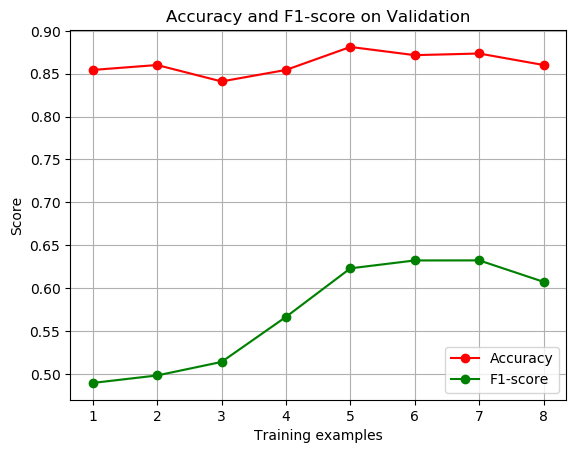 Accuracy and F1-score on Validation
0.90
0.85
0.80
0.75
0.70
0.65
0.60
0.55
0.50
Score
1 2 3 4 5 6 7 8
Training examples
Accuracy
F1-score